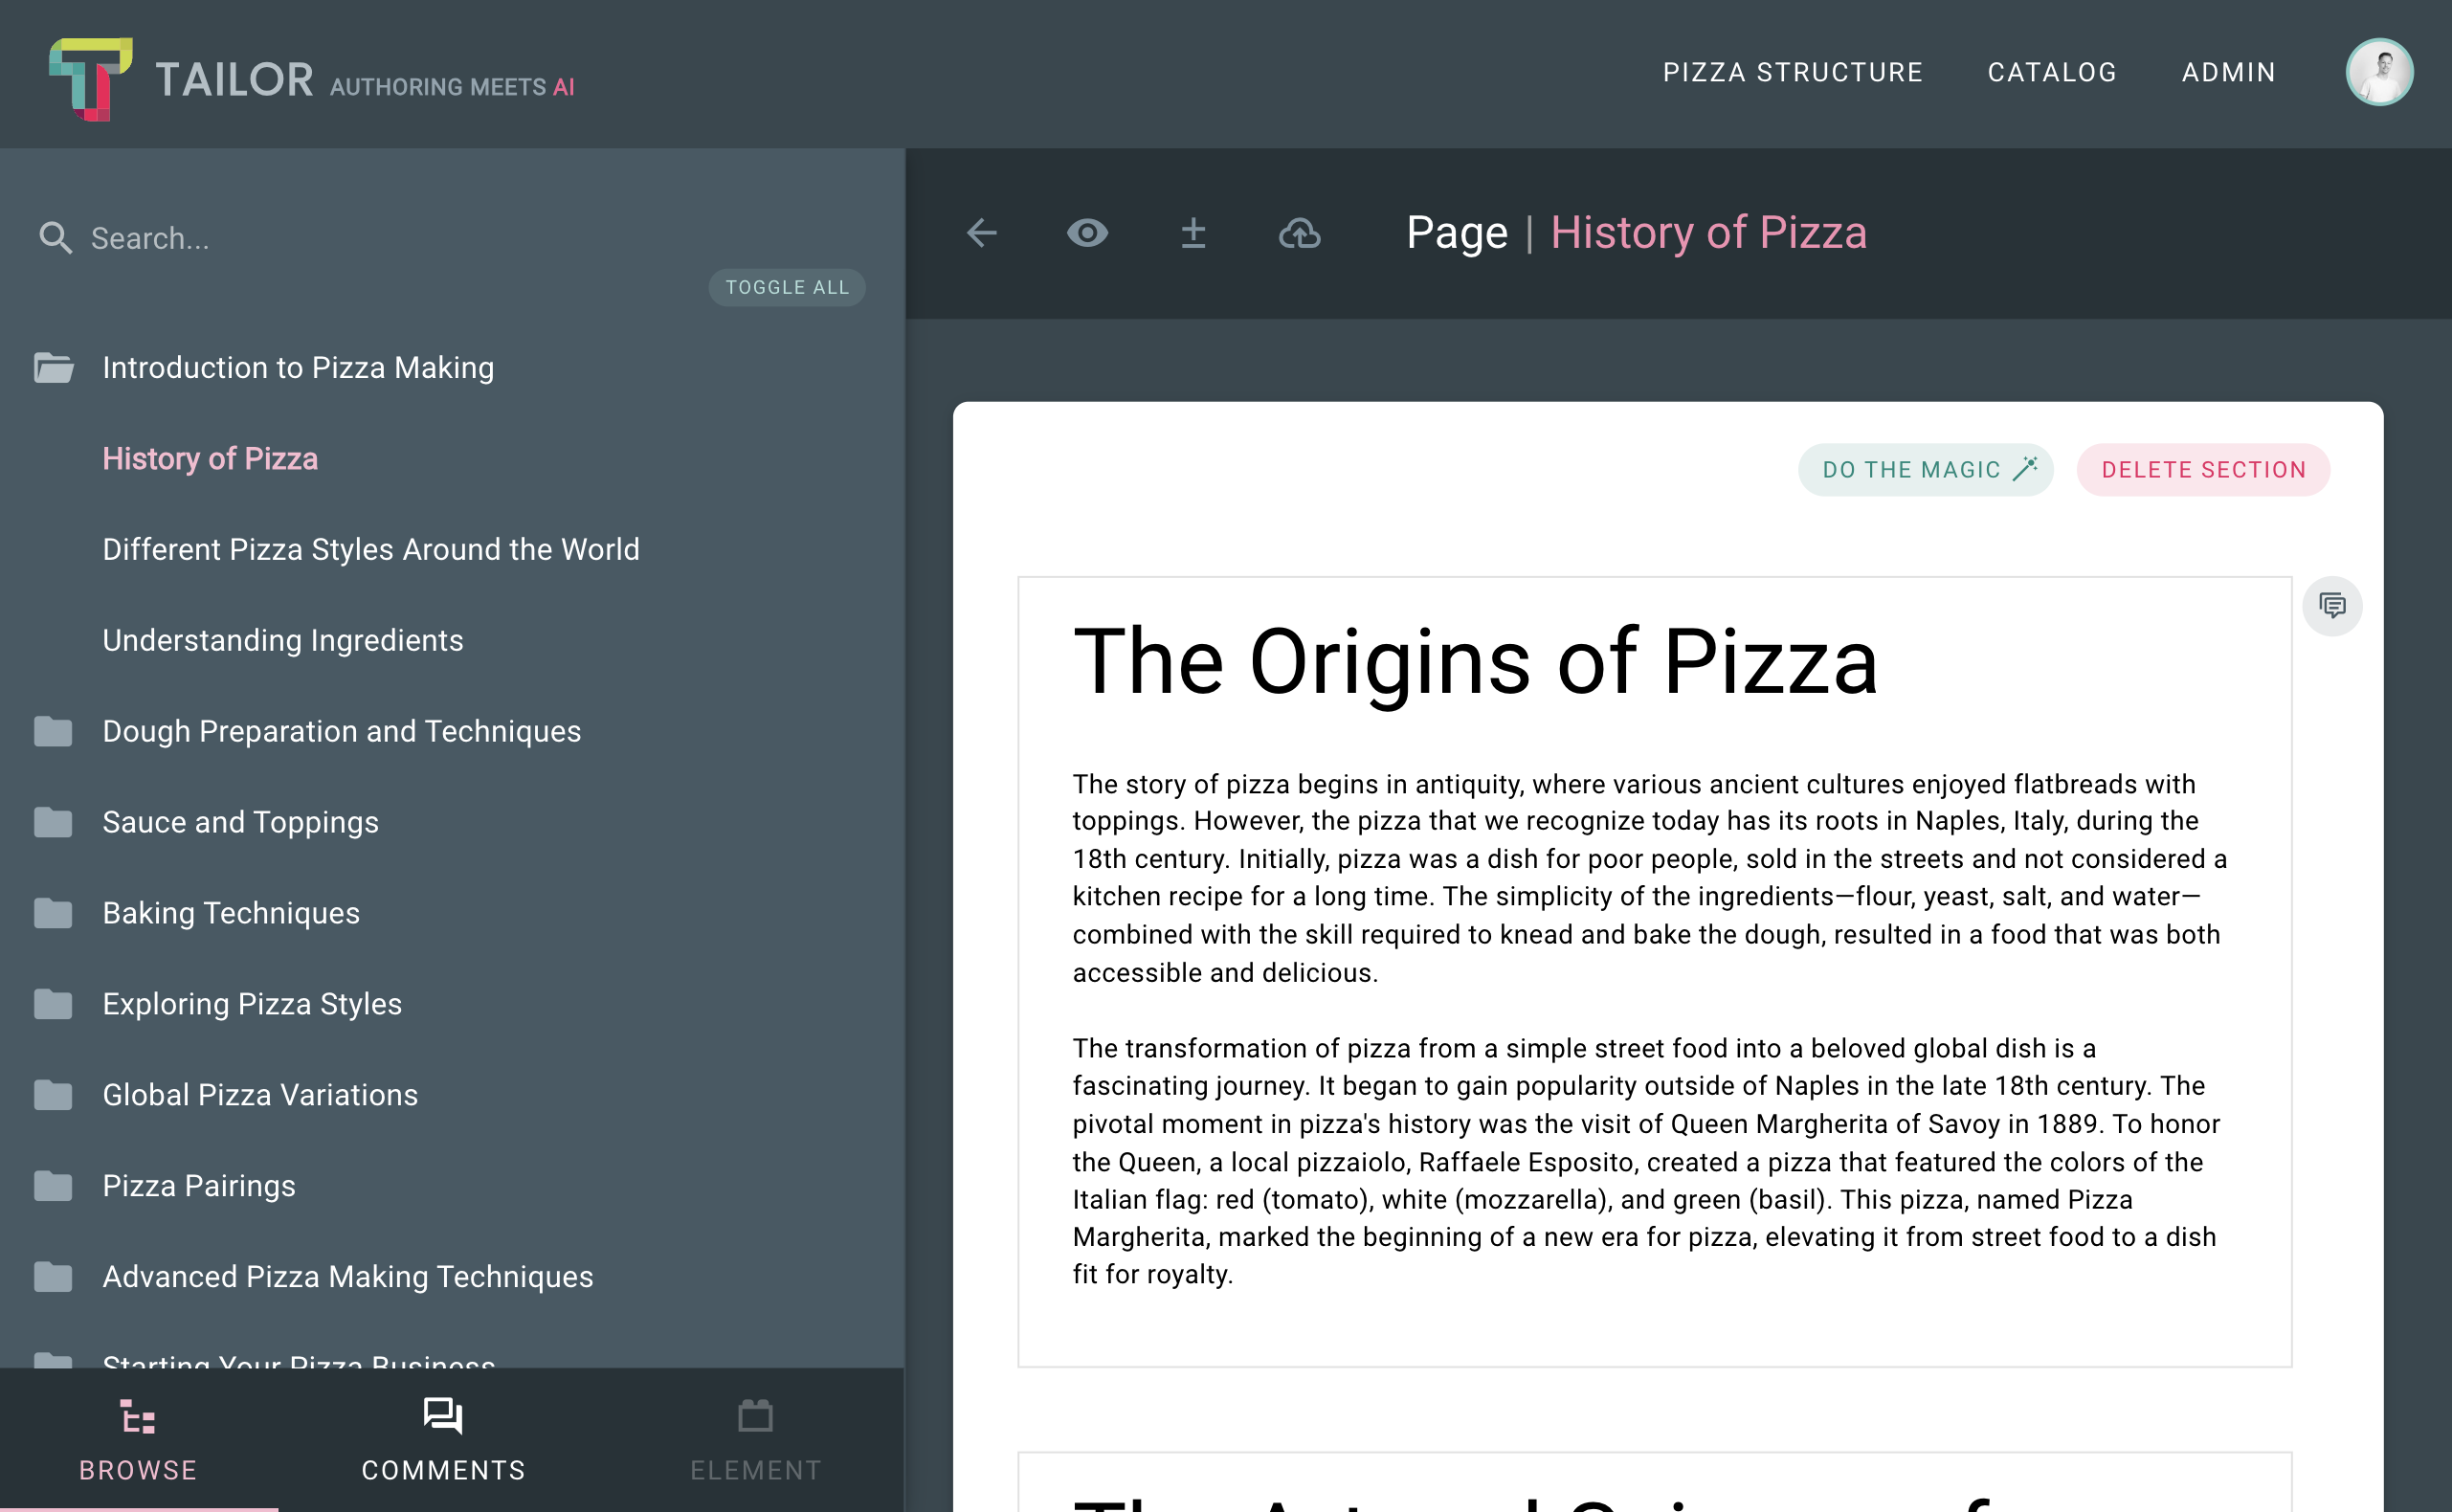 TAILOR AUTHORING MEETS AI
PIZZA STRUCTURE
CATALOG
ADMIN
Search...
TOGGLE ALL
Introduction to Pizza Making
History of Pizza
Different Pizza Styles Around the World
Understanding Ingredients
Dough Preparation and Techniques
Sauce and Toppings
Baking Techniques
Exploring Pizza Styles
Global Pizza Variations
Pizza Pairings
Advanced Pizza Making Techniques
Starting Your Pizza Business
BROWSE
COMMENTS
ELEMENT
Page | History of Pizza
DO THE MAGIC
DELETE SECTION
The Origins of Pizza
The story of pizza begins in antiquity, where various ancient cultures enjoyed flatbreads with
toppings. However, the pizza that we recognize today has its roots in Naples, Italy, during the
18th century. Initially, pizza was a dish for poor people, sold in the streets and not considered a
kitchen recipe for a long time. The simplicity of the ingredients—flour, yeast, salt, and water—
combined with the skill required to knead and bake the dough, resulted in a food that was both
accessible and delicious.
The transformation of pizza from a simple street food into a beloved global dish is a
fascinating journey. It began to gain popularity outside of Naples in the late 18th century. The
pivotal moment in pizza's history was the visit of Queen Margherita of Savoy in 1889. To honor
the Queen, a local pizzaiolo, Raffaele Esposito, created a pizza that featured the colors of the
Italian flag: red (tomato), white (mozzarella), and green (basil). This pizza, named Pizza
Margherita, marked the beginning of a new era for pizza, elevating it from street food to a dish
fit for royalty.